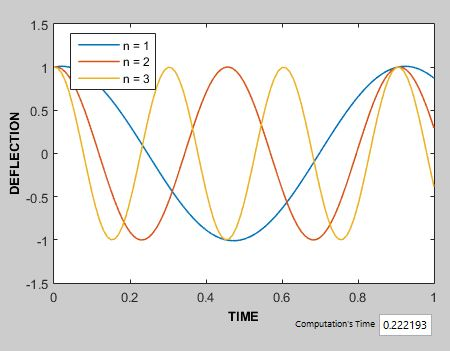 1.5
n = 1
n = 2
n = 3
1
0.5
0
-0.5
-1
-1.5
DEFLECTION
0 0.2 0.4 0.6 0.8 1
TIME
Computation's Time 0.222193